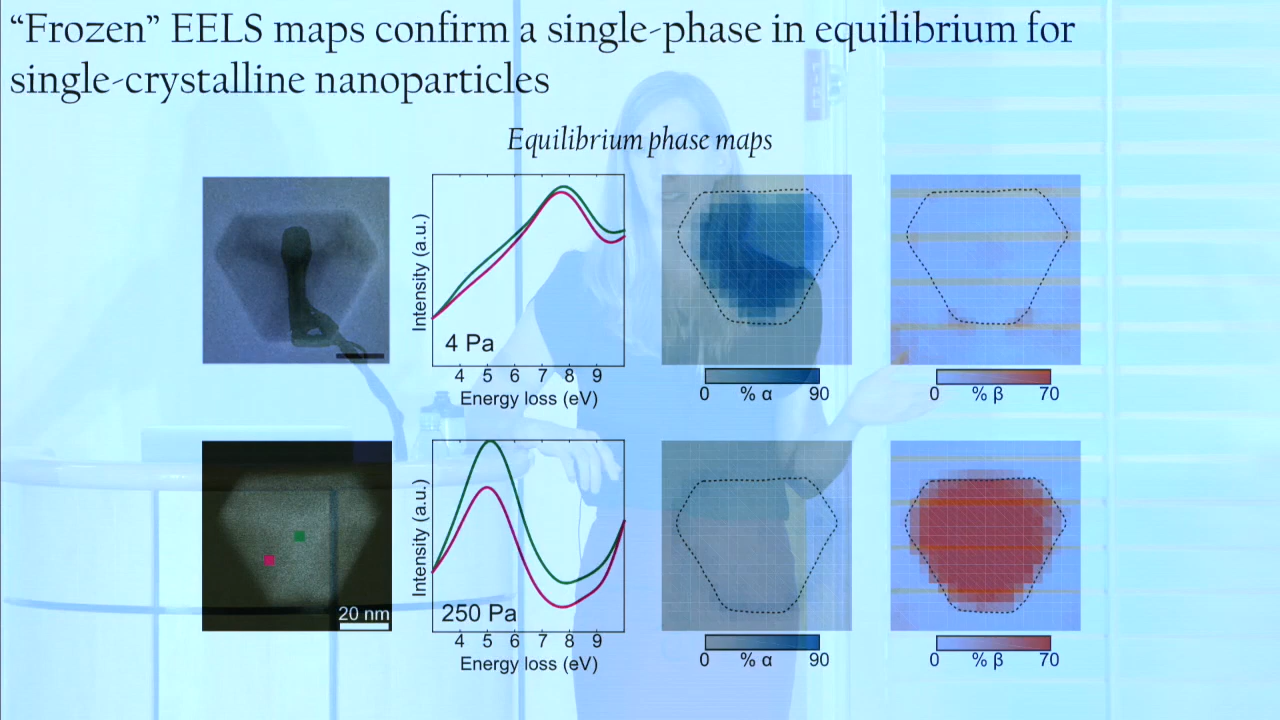 “Frozen” EELS maps confirm a single-phase in equilibrium for
single-crystalline nanoparticles
Equilibrium phase maps
Intensity (a.u.)
4 Pa
4 5 6 7 8 9
Energy loss (eV)
0 % α 90
0 % β 70
20 nm
Intensity (a.u.)
250 Pa
4 5 6 7 8 9
Energy loss (eV)
0 % α 90
0 % β 70